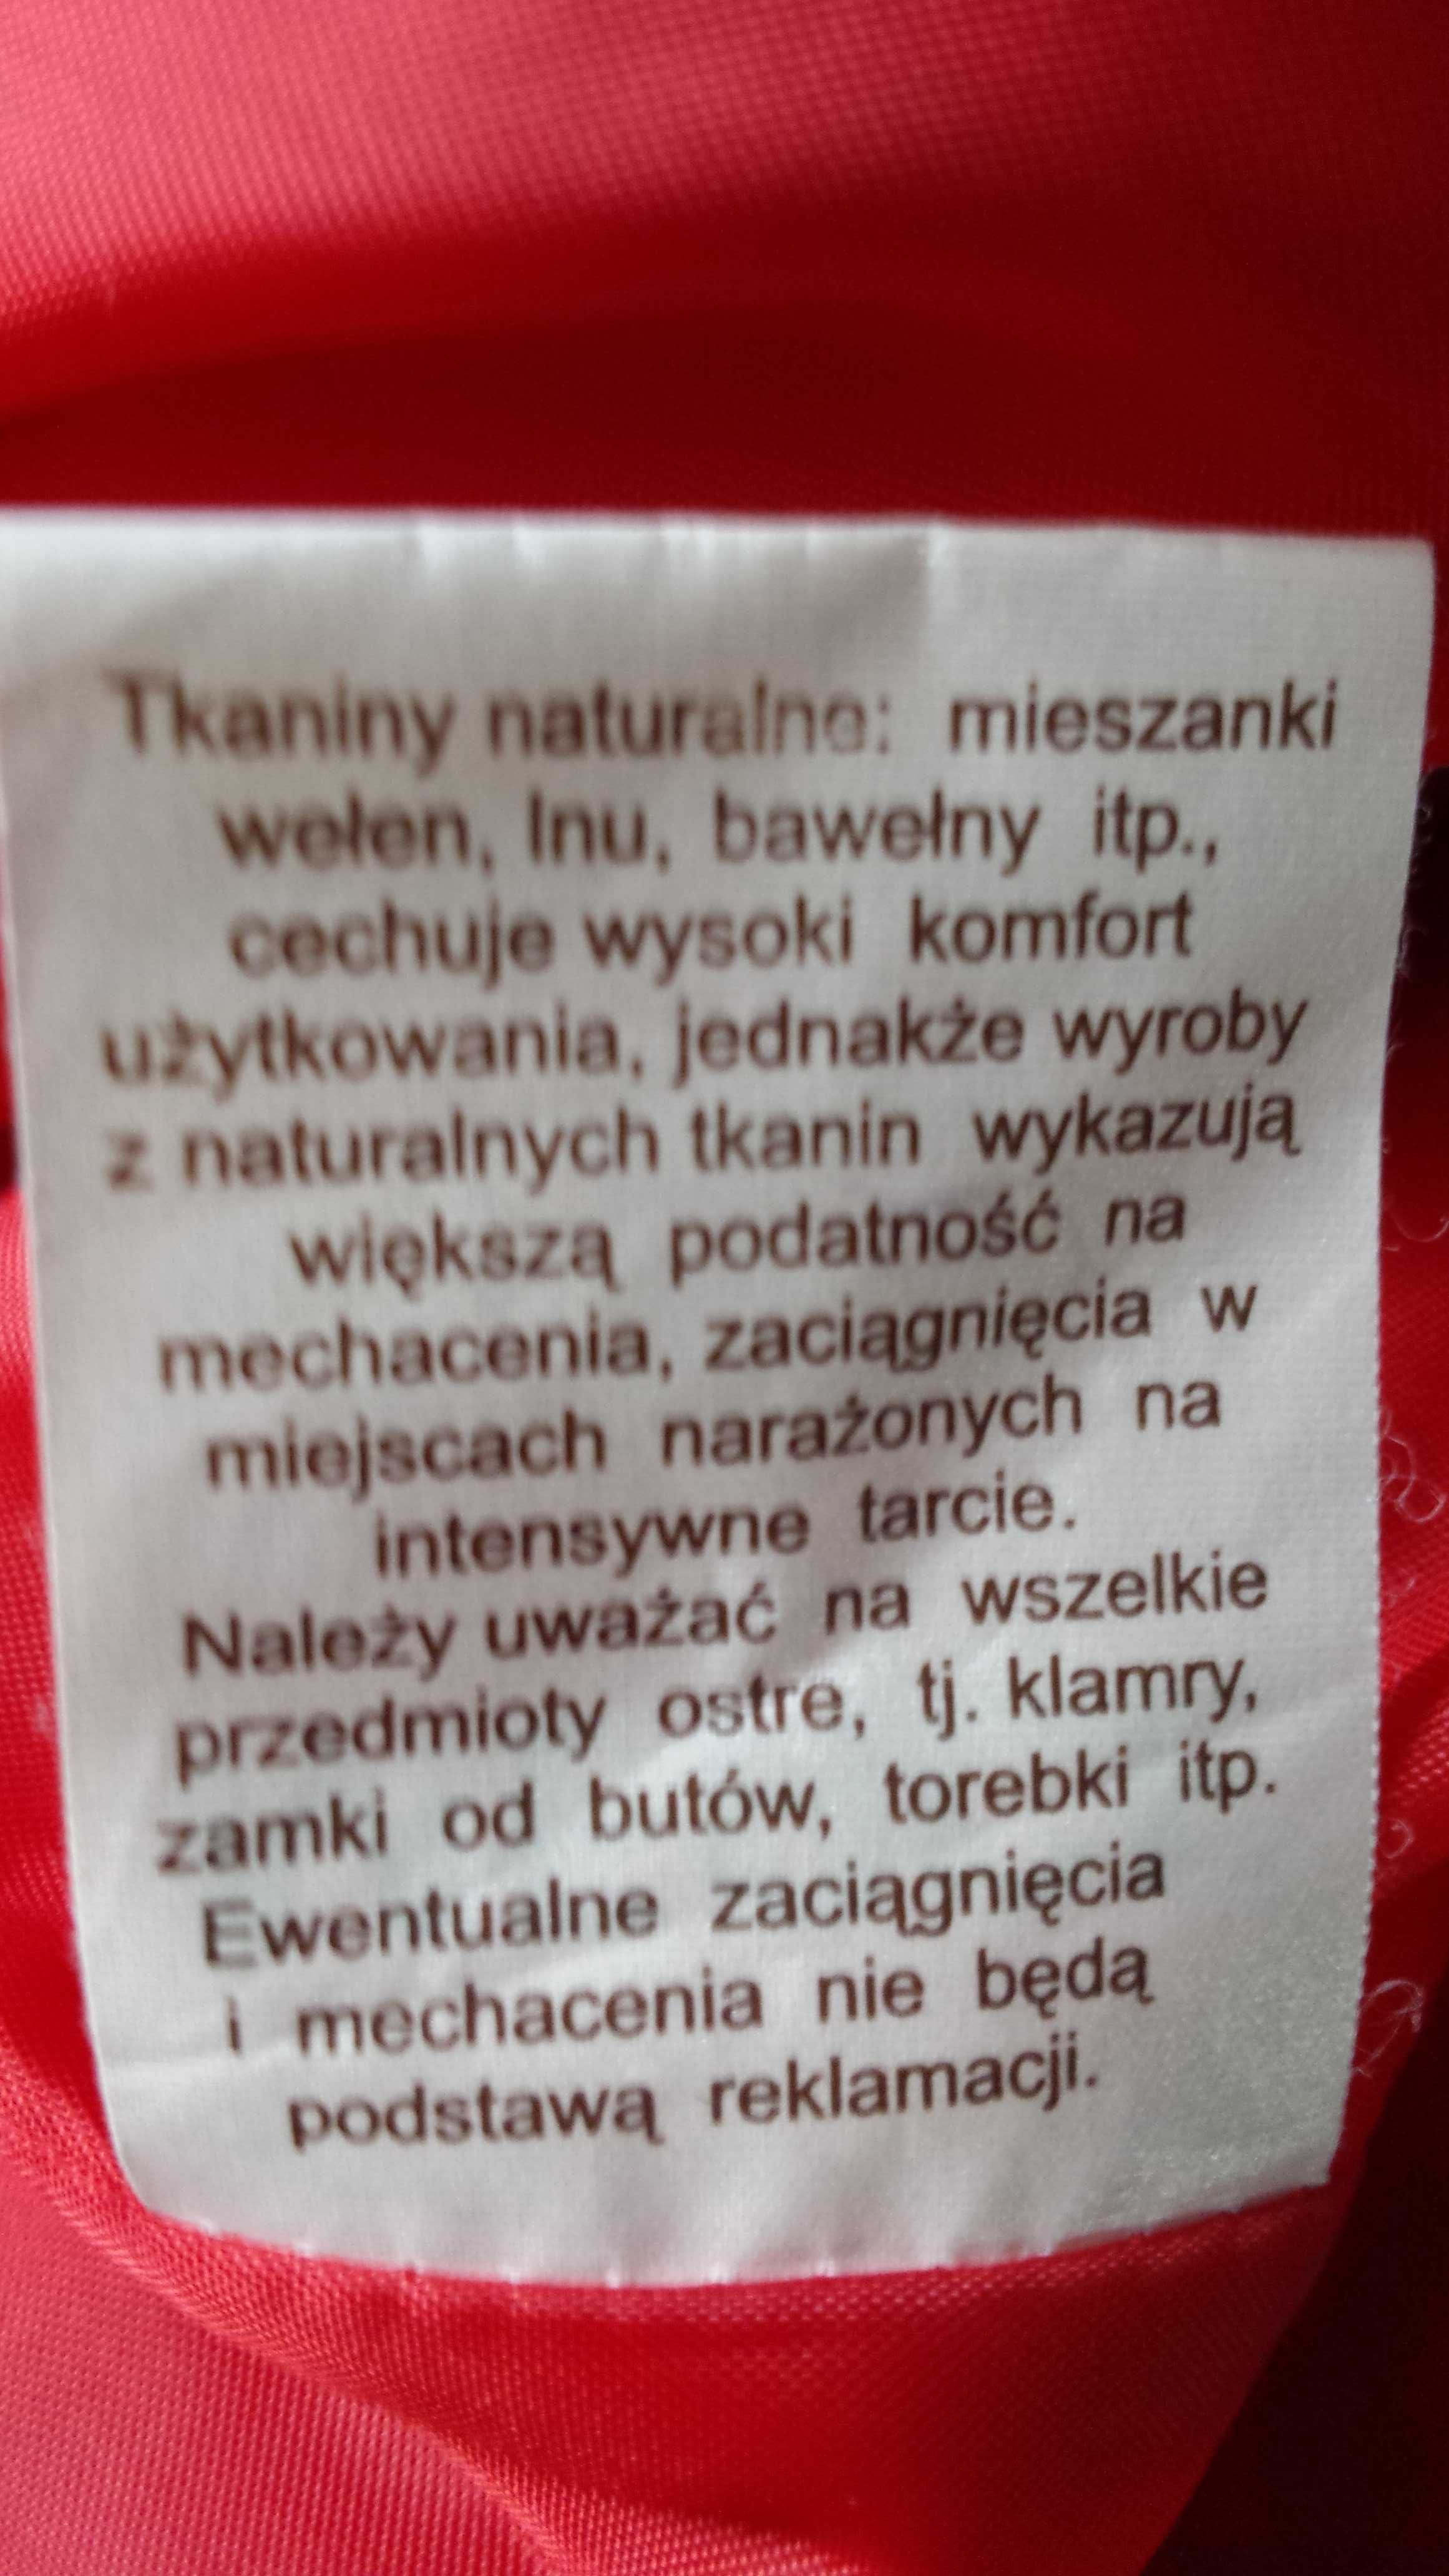 Tkaniny naturalne: mieszanki
wełen, lnu, bawełny itp.,
cechuje wysoki komfort
użytkowania, jednakże wyroby
z naturalnych tkanin wykazują
większą podatność na
mechacenia, zaciągnięcia w
miejscach narażonych na
intensywne tarcie.
Należy uważać na wszelkie
przedmioty ostre, tj. klamry,
zamki od butów, torebki itp.
Ewentualne zaciągnięcia
i mechacenia nie będą
podstawą reklamacji.